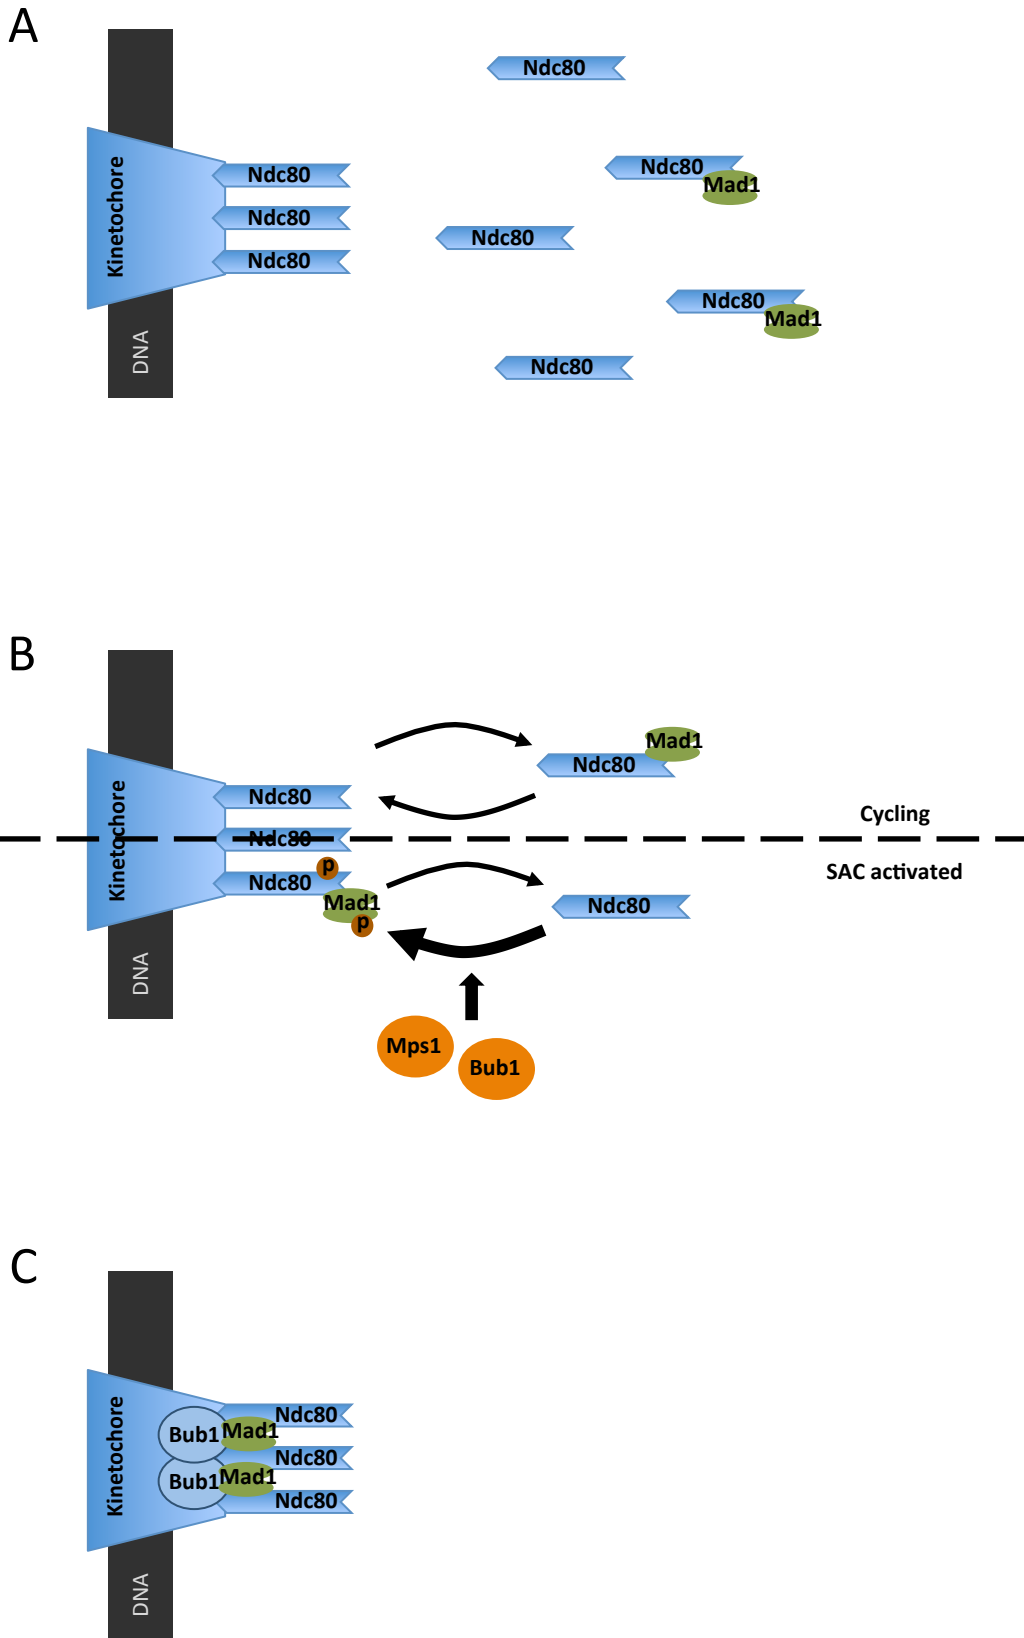 A
Ndc80
Kinetochore
Ndc80
Ndc80
Mad1
Ndc80
Ndc80
Ndc80
Ndc80
Mad1
DNA
Ndc80
B
Mad1
Ndc80
Kinetochore
Ndc80
Cycling
Ndc80
SAC activated
p
Ndc80
Mad1
Ndc80
p
DNA
Mps1
Bub1
C
Kinetochore
Ndc80
Bub1
Mad1
Ndc80
Bub1
Mad1
Ndc80
DNA